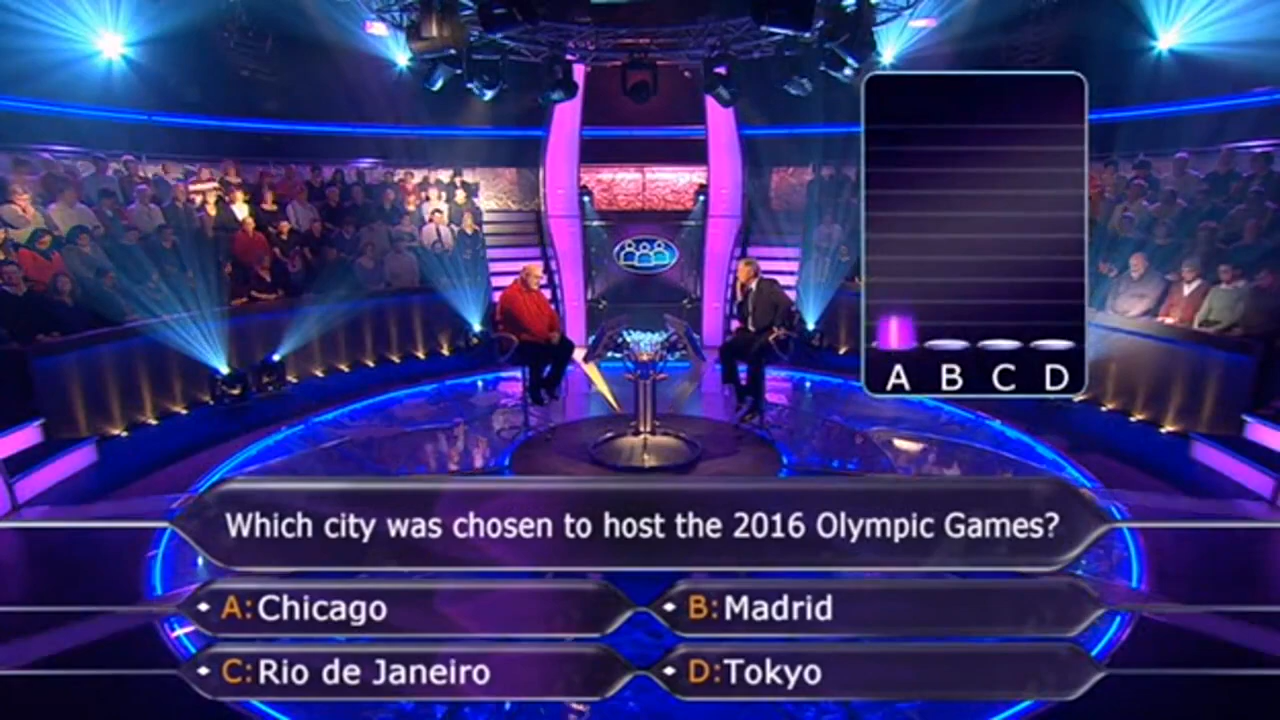 A B C D
Which city was chosen to host the 2016 Olympic Games?
A: Chicago
B: Madrid
C: Rio de Janeiro
D: Tokyo